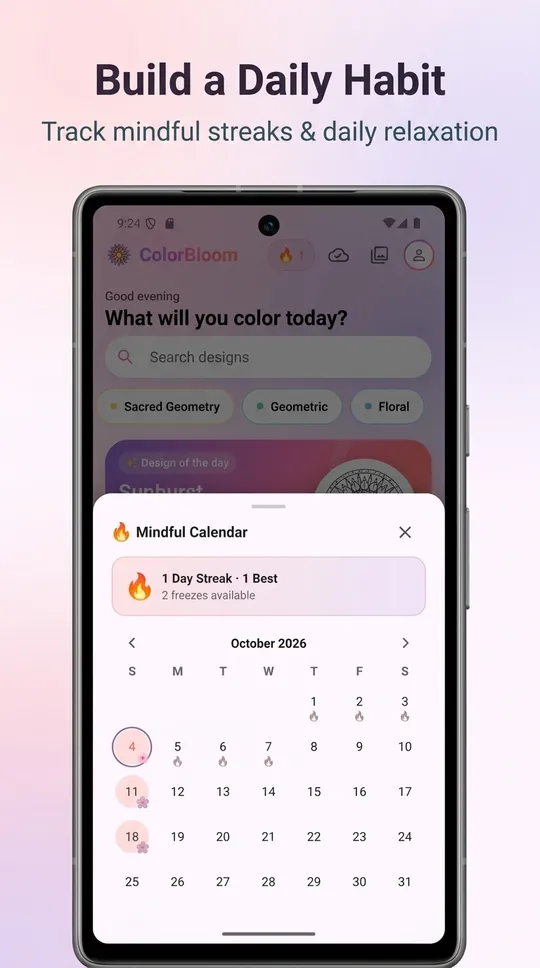 Build a Daily Habit
Track mindful streaks & daily relaxation
9:24
ColorBloom
1
Good evening
What will you color today?
Search designs
Sacred Geometry
Geometric
Floral
Design of the day
Sunburst
Mindful Calendar
1 Day Streak · 1 Best
2 freezes available
October 2026
S M T W T F S
1 2 3
4 5 6 7 8 9 10
11 12 13 14 15 16 17
18 19 20 21 22 23 24
25 26 27 28 29 30 31